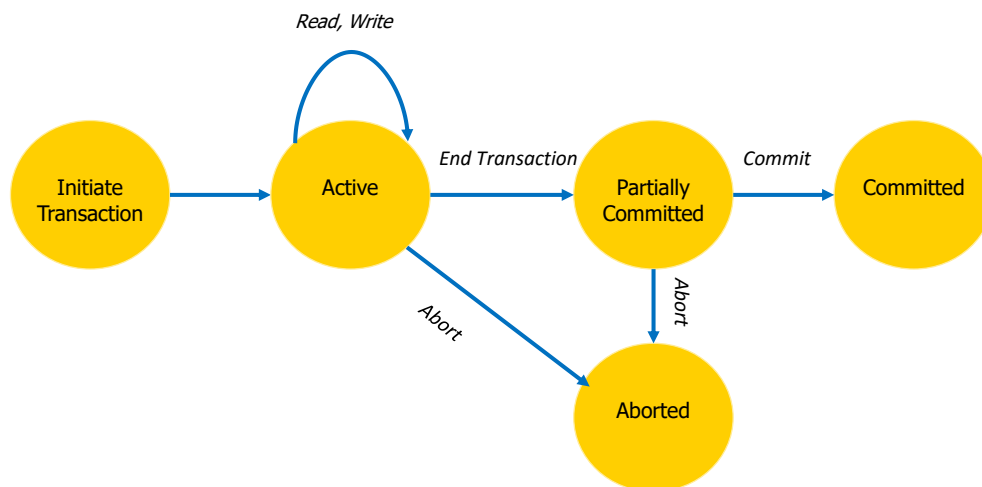 Read, Write
Initiate
Transaction
Active
End Transaction
Partially
Committed
Commit
Committed
Abort
Abort
Aborted